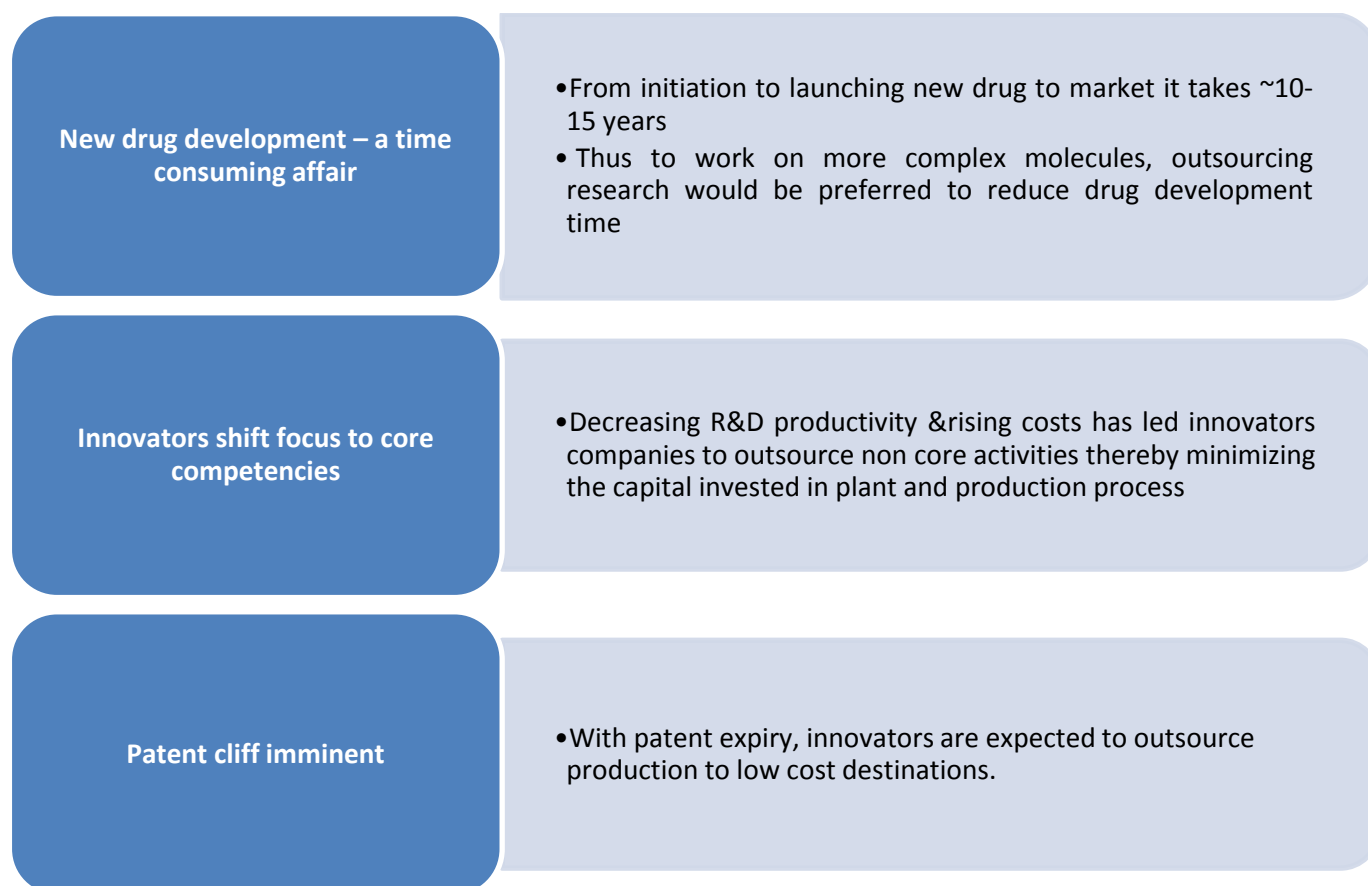 New drug development – a time
consuming affair
•From initiation to launching new drug to market it takes ~10-
15 years
• Thus to work on more complex molecules, outsourcing
research would be preferred to reduce drug development
time
Innovators shift focus to core
competencies
•Decreasing R&D productivity &rising costs has led innovators
companies to outsource non core activities thereby minimizing
the capital invested in plant and production process
Patent cliff imminent
•With patent expiry, innovators are expected to outsource
production to low cost destinations.